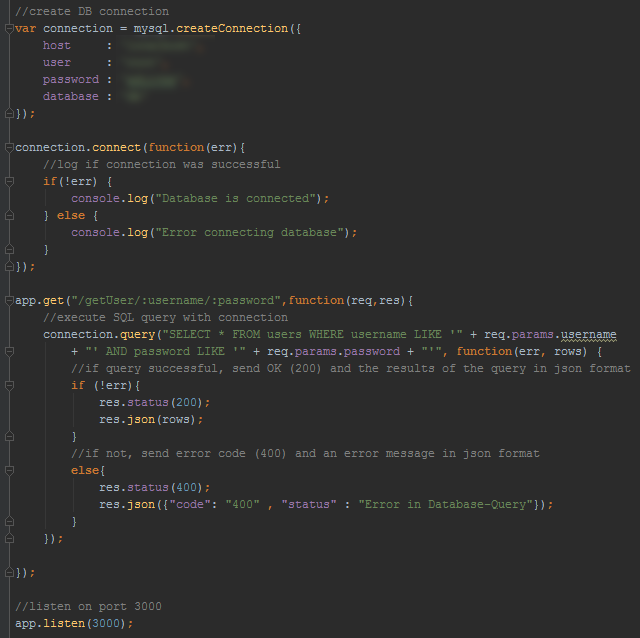 //create DB connection
var connection = mysql.createConnection({
host     :
user     :
password :
database :
});
connection.connect(function(err){
//log if connection was successful
if(!err) {
console.log("Database is connected");
} else {
console.log("Error connecting database");
}
});
app.get("/getUser/:username/:password",function(req,res){
//execute SQL query with connection
connection.query("SELECT * FROM users WHERE username LIKE '" + req.params.username
+ "' AND password LIKE '" + req.params.password + "'", function(err, rows) {
//if query successful, send OK (200) and the results of the query in json format
if (!err){
res.status(200);
res.json(rows);
}
//if not, send error code (400) and an error message in json format
else{
res.status(400);
res.json({"code": "400" , "status" : "Error in Database-Query"});
}
});
});
//listen on port 3000
app.listen(3000);